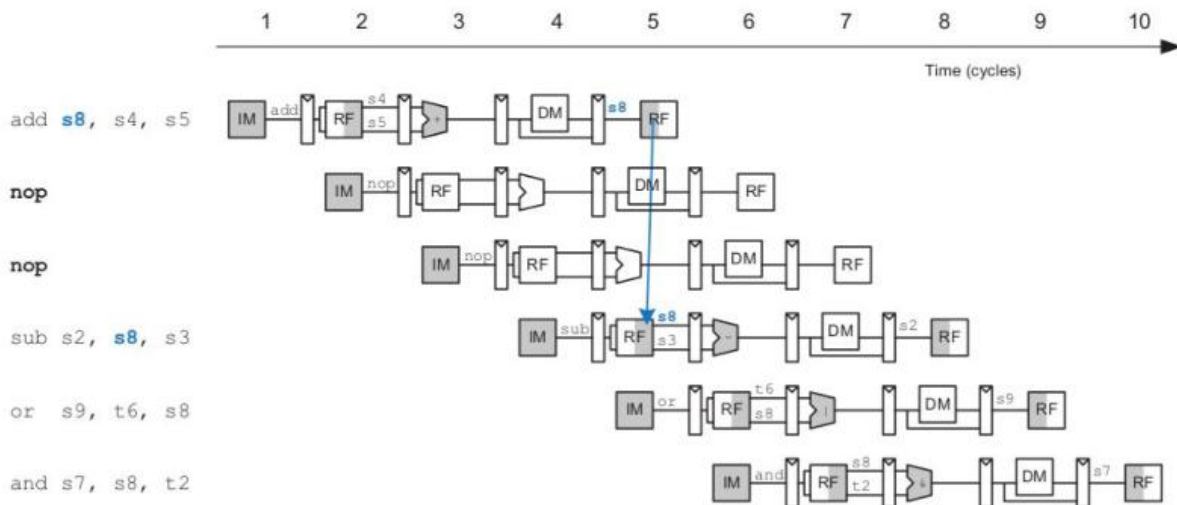 1 2 3 4 5 6 7 8 9 10
Time (cycles)
add s8, s4, s5 IM add RF s4 s5 + DM s8 RF
nop IM nop RF DM RF
nop IM nop RF DM RF
sub s2, s8, s3 IM sub RF s8 s3 - DM s2 RF
or s9, t6, s8 IM or RF t6 s8 | DM s9 RF
and s7, s8, t2 IM and RF s8 t2 & DM s7 RF